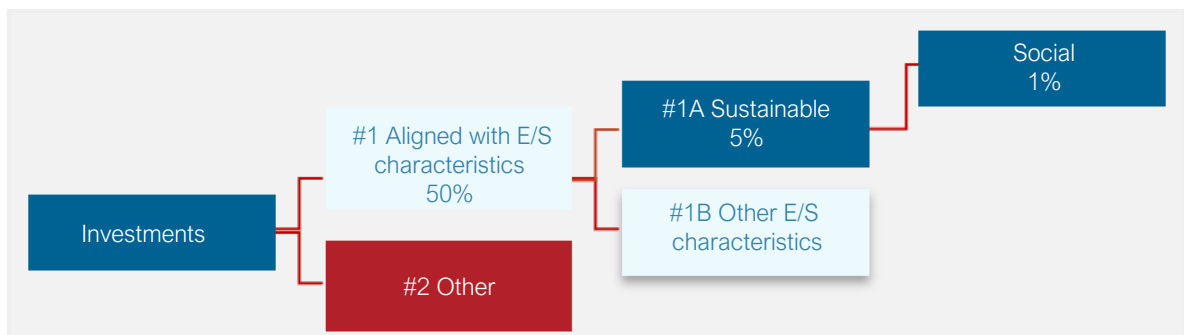 Investments
#1 Aligned with E/S
characteristics
50%
#2 Other
#1A Sustainable
5%
#1B Other E/S
characteristics
Social
1%